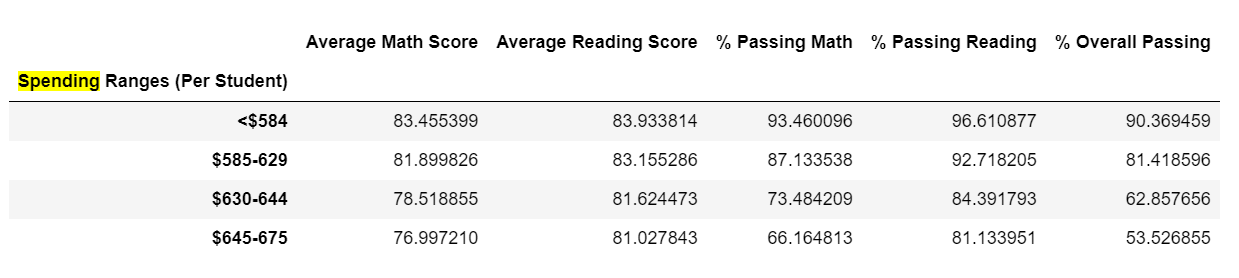 Average Math Score Average Reading Score % Passing Math % Passing Reading % Overall Passing
Spending Ranges (Per Student)
<$584 83.455399 83.933814 93.460096 96.610877 90.369459
$585-629 81.899826 83.155286 87.133538 92.718205 81.418596
$630-644 78.518855 81.624473 73.484209 84.391793 62.857656
$645-675 76.997210 81.027843 66.164813 81.133951 53.526855